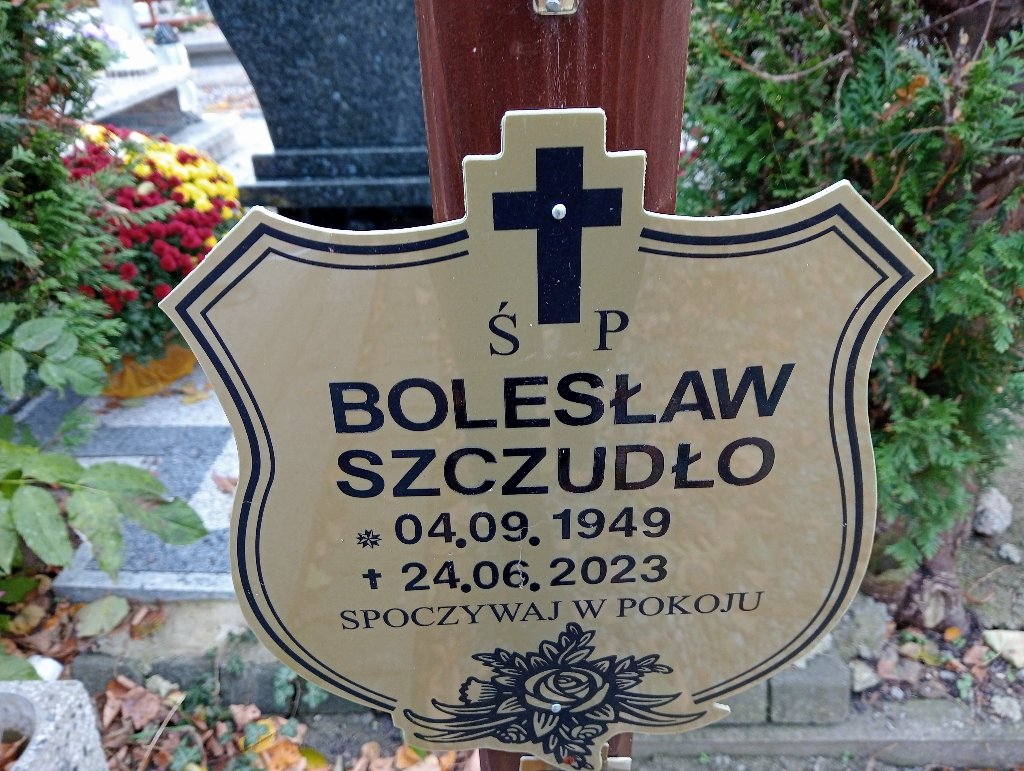 Ś P
BOLESŁAW
SZCZUDŁO
* 04.09.1949
✝ 24.06.2023
SPOCZYWAJ W POKOJU